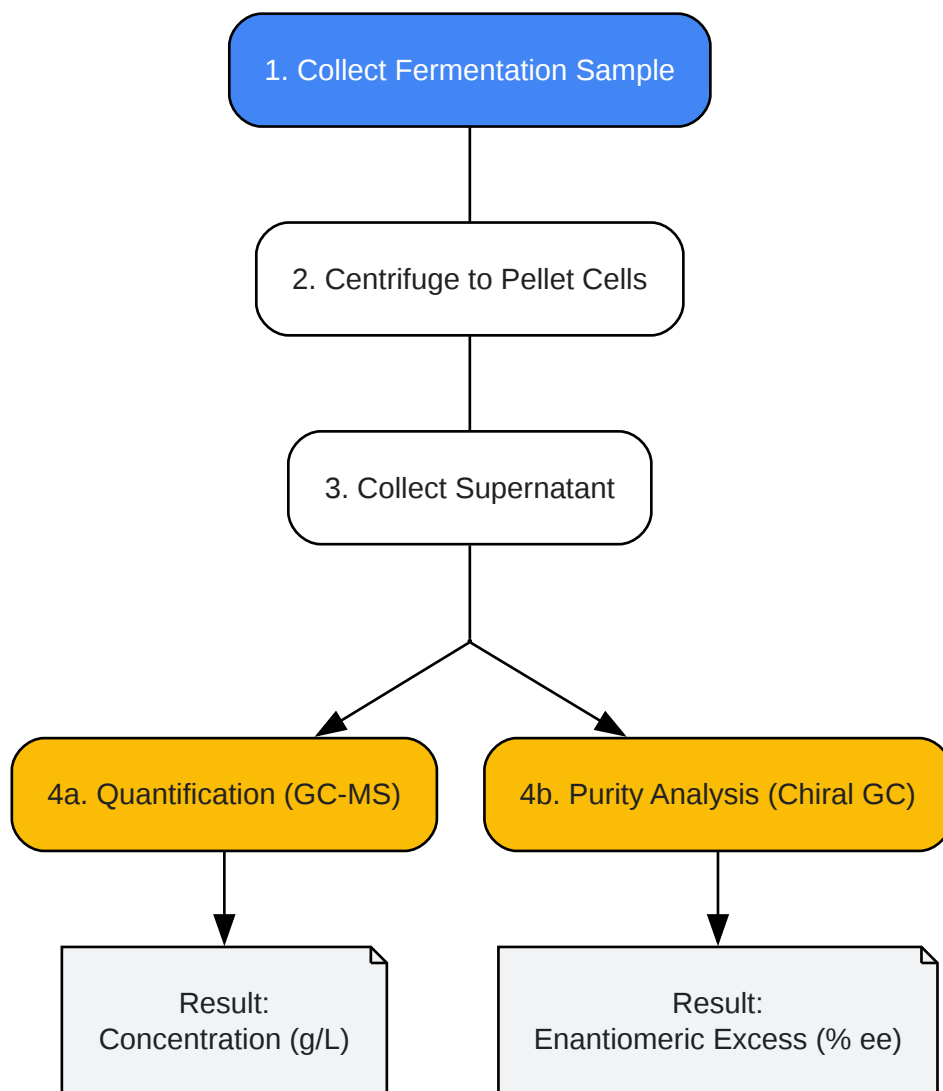 1. Collect Fermentation Sample
2. Centrifuge to Pellet Cells
3. Collect Supernatant
4a. Quantification (GC-MS)
4b. Purity Analysis (Chiral GC)
Result:
Concentration (g/L)
Result:
Enantiomeric Excess (% ee)